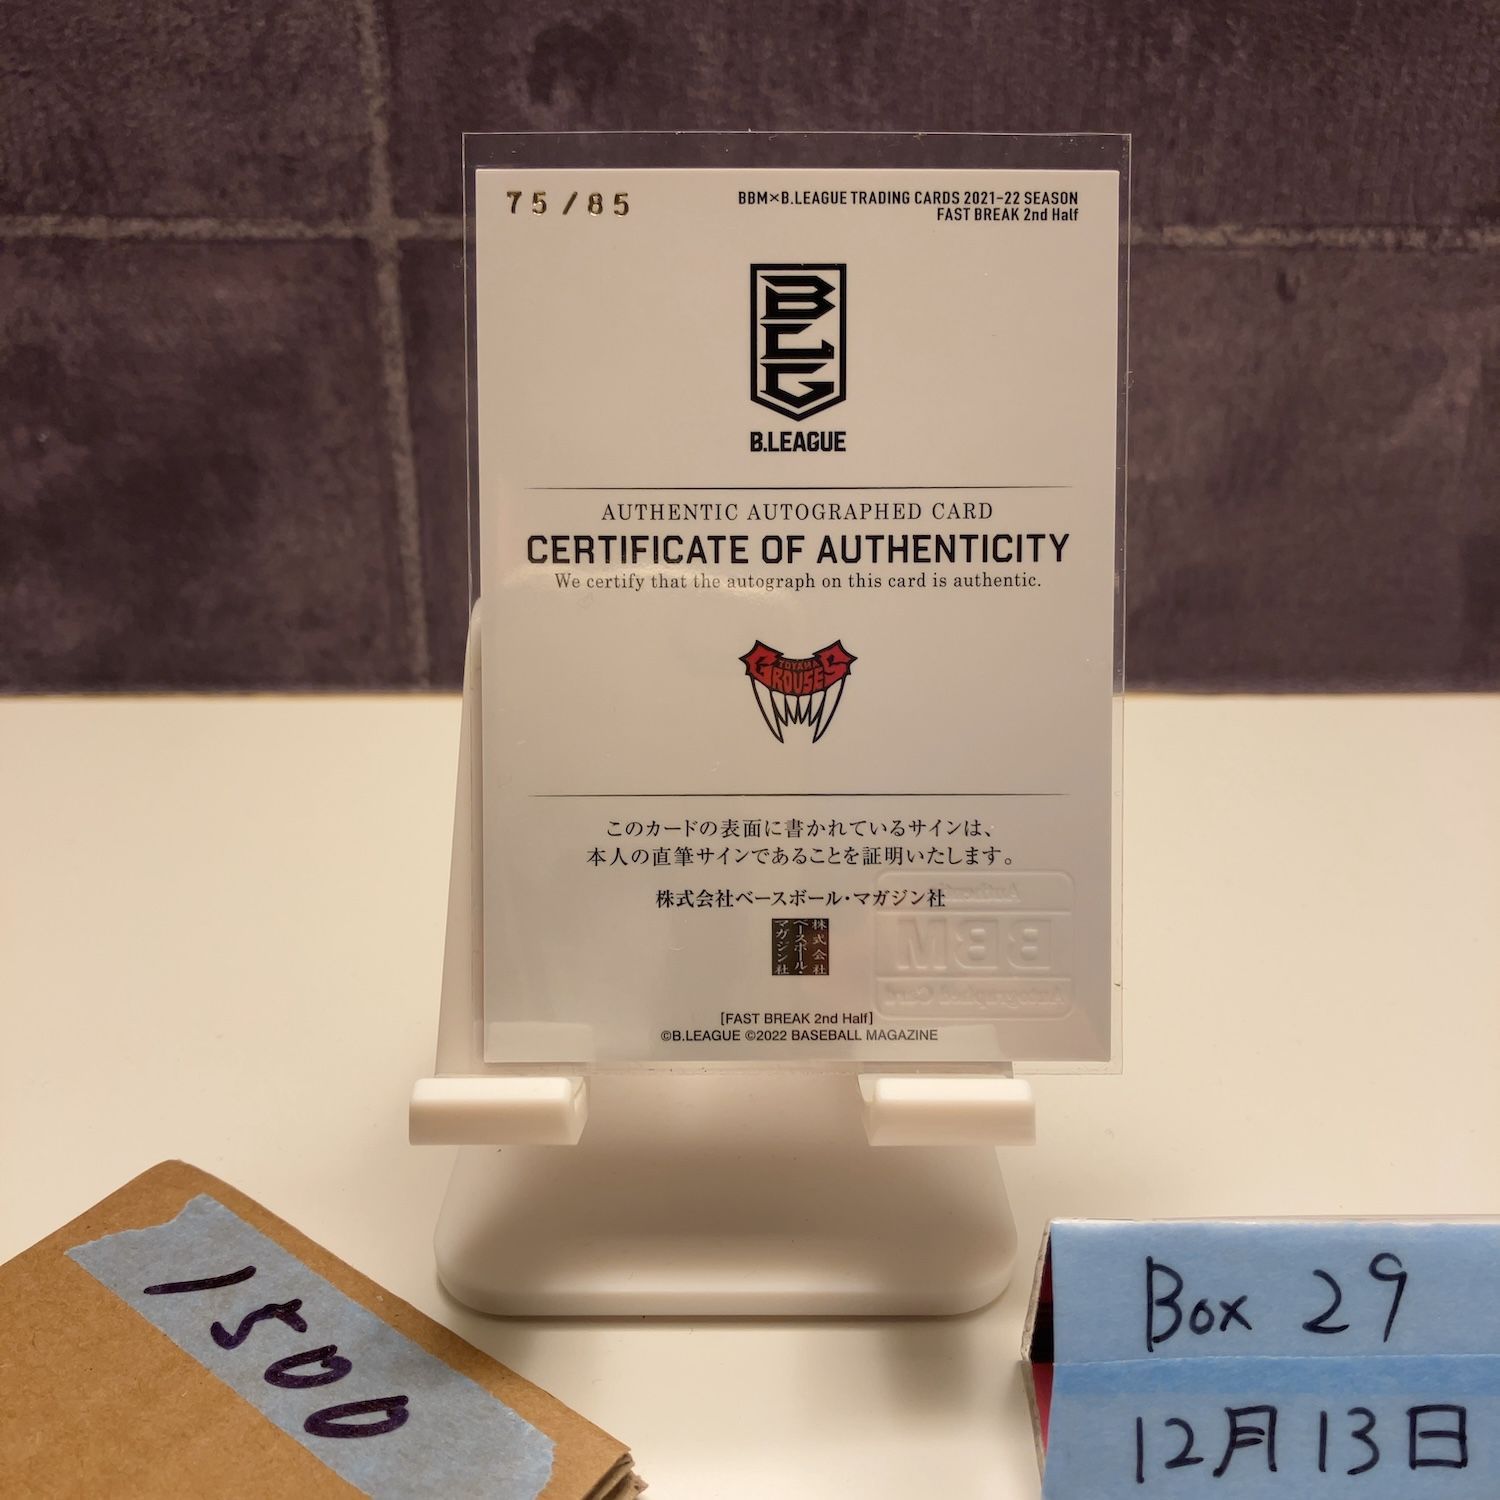 75/85
BBM×B.LEAGUE TRADING CARDS 2021-22 SEASON
FAST BREAK 2nd Half
BLG
B.LEAGUE
AUTHENTIC AUTOGRAPHED CARD
CERTIFICATE OF AUTHENTICITY
We certify that the autograph on this card is authentic.
TOYAMA
GROUSES
このカードの表面に書かれているサインは、
本人の直筆サインであることを証明いたします。
株式会社ベースボール・マガジン社
株式会社
ベースボール・
マガジン社
Authentic
BBM
Autographed Card
[FAST BREAK 2nd Half]
©B.LEAGUE ©2022 BASEBALL MAGAZINE
1500
Box 29
12月13日